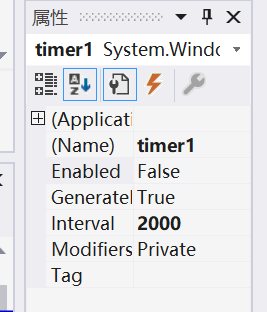 属性
timer1 System.Windo
(Applicati
(Name) timer1
Enabled False
Generatel True
Interval 2000
Modifiers Private
Tag